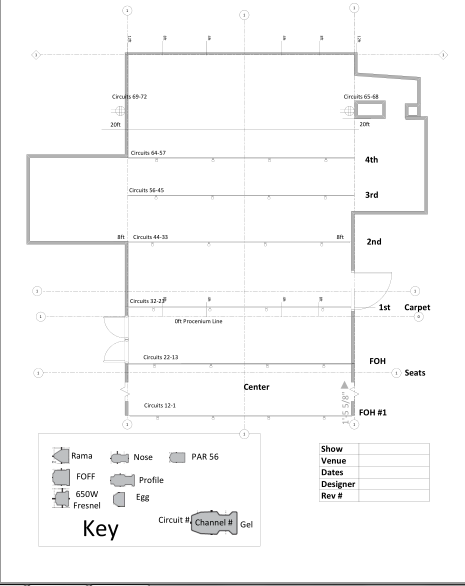 Circuits 69-72
Circuits 65-68
20ft
20ft
Circuits 64-57
4th
Circuits 56-45
3rd
8ft
Circuits 44-33
8ft
2nd
Circuits 32-23
1st Carpet
0ft Procenium Line
Circuits 22-13
FOH
Seats
Center
Circuits 12-1
1' 5 5/8"
FOH #1
Rama
Nose
PAR 56
FOFF
Profile
650W
Fresnel
Egg
Key
Circuit #
Channel #
Gel
Show
Venue
Dates
Designer
Rev #